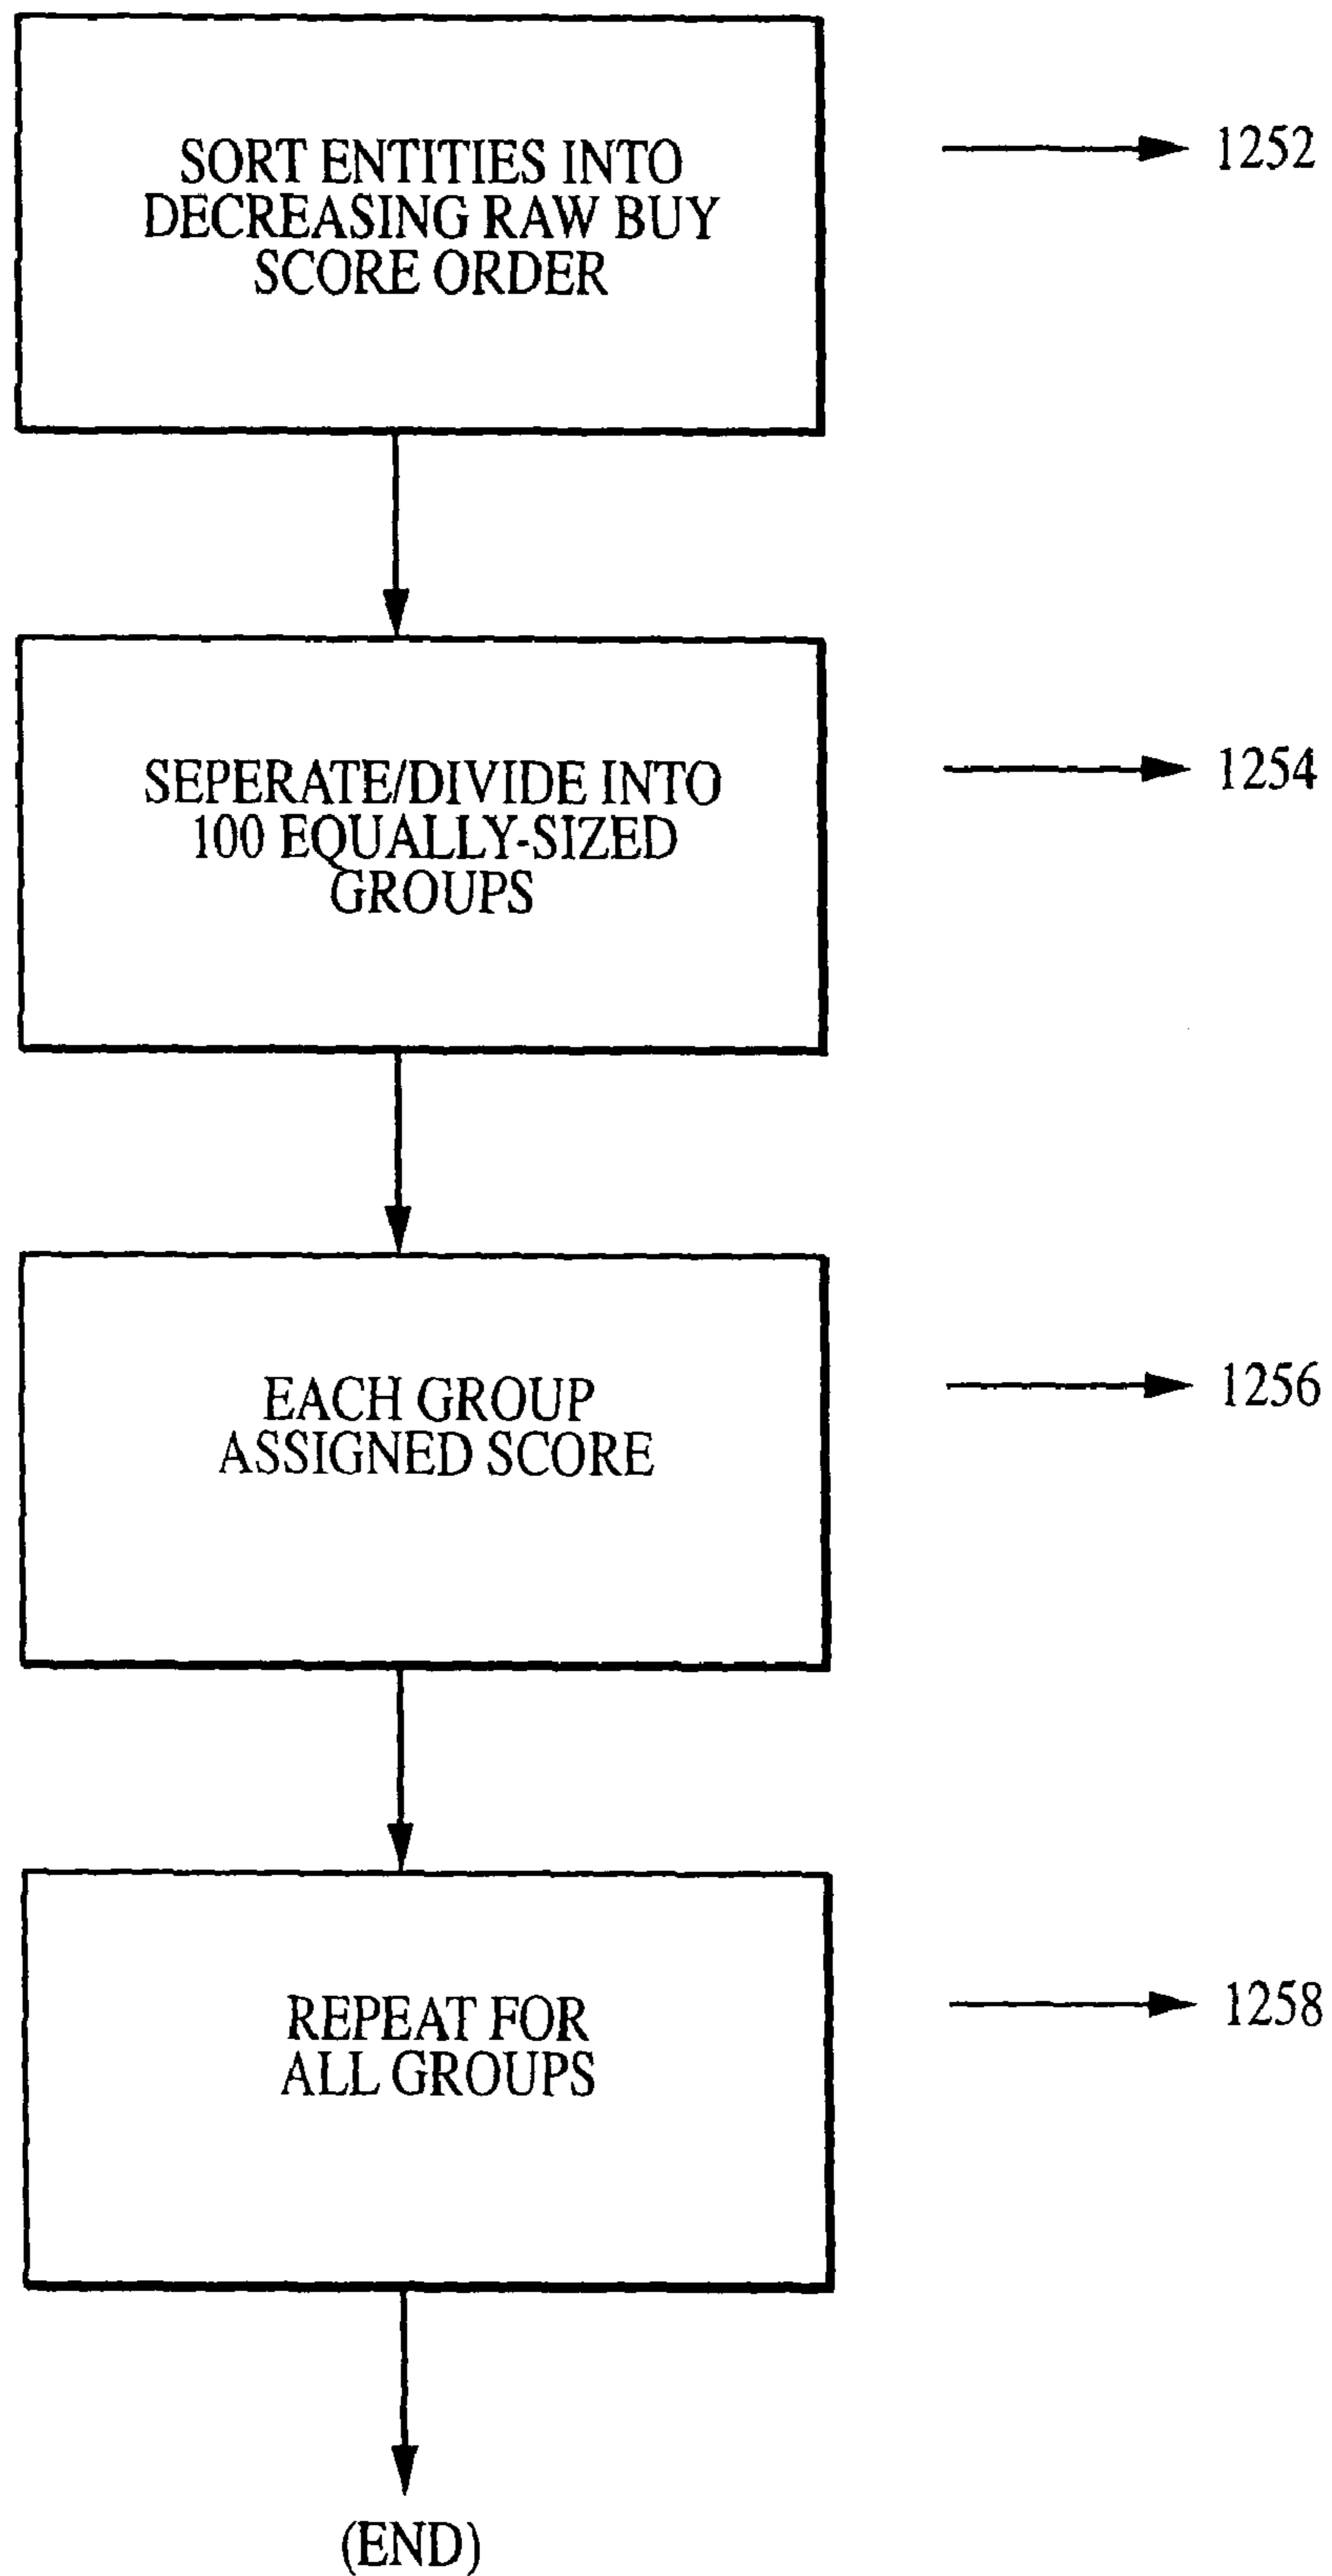 SORT ENTITIES INTO
DECREASING RAW BUY
SCORE ORDER
1252
SEPERATE/DIVIDE INTO
100 EQUALLY-SIZED
GROUPS
1254
EACH GROUP
ASSIGNED SCORE
1256
REPEAT FOR
ALL GROUPS
1258
(END)